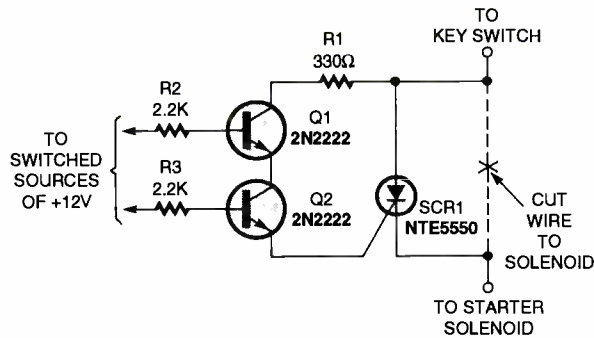 TO
KEY SWITCH
R1
330Ω
R2
2.2K
Q1
2N2222
TO
SWITCHED
SOURCES
OF +12V
R3
2.2K
Q2
2N2222
SCR1
NTE5550
CUT
WIRE
TO
SOLENOID
TO STARTER
SOLENOID